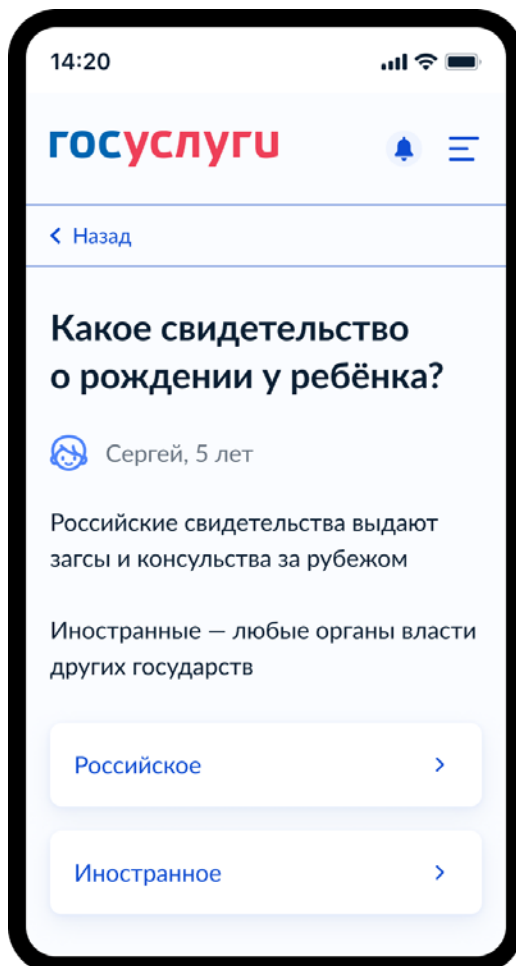 14:20
госуслуги
Назад
Какое свидетельство
о рождении у ребёнка?
Сергей, 5 лет
Российские свидетельства выдают
загсы и консульства за рубежом
Иностранные — любые органы власти
других государств
Российское
Иностранное